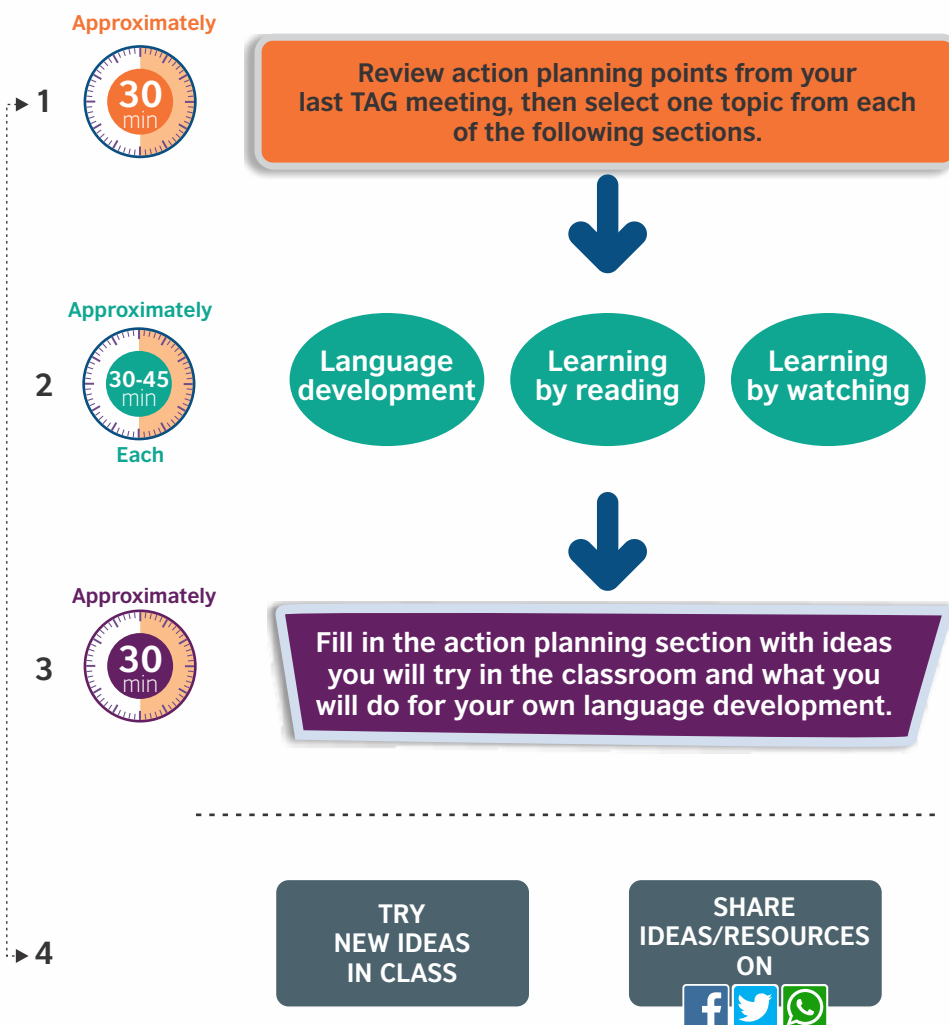 Approximately
1
30
min
Review action planning points from your
last TAG meeting, then select one topic from each
of the following sections.
Approximately
2
30-45
min
Each
Language
development
Learning
by reading
Learning
by watching
Approximately
3
30
min
Fill in the action planning section with ideas
you will try in the classroom and what you
will do for your own language development.
4
TRY
NEW IDEAS
IN CLASS
SHARE
IDEAS/RESOURCES
ON
f